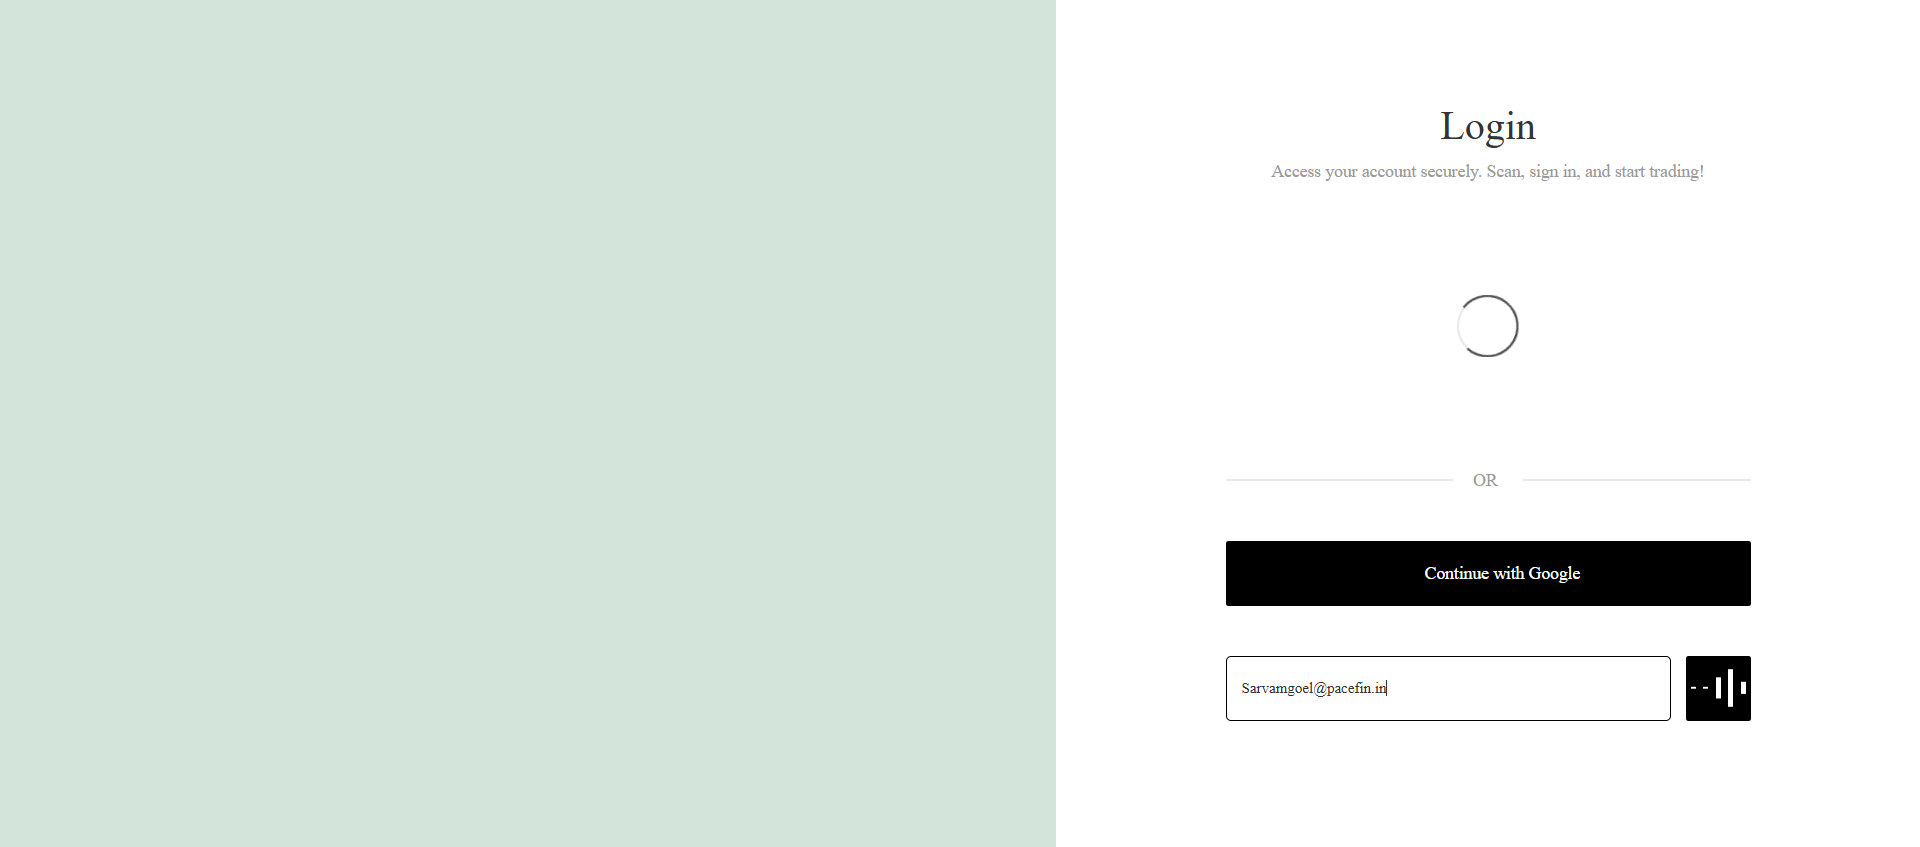 Login
Access your account securely. Scan, sign in, and start trading!
OR
Continue with Google
Sarvamgoel@pacefin.in